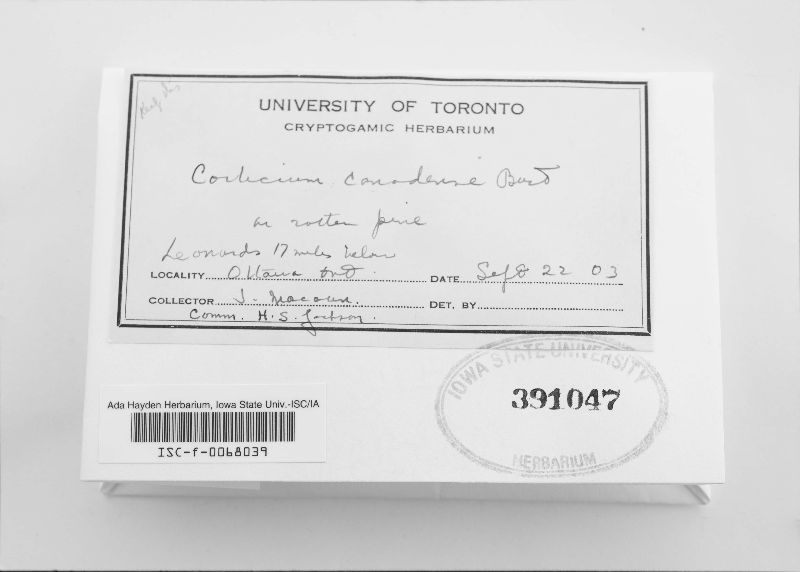 UNIVERSITY OF TORONTO
CRYPTOGAMIC HERBARIUM
Corticium canadense Burt
on rotten pine
Leonards 17 miles below
LOCALITY Ottawa Ont. DATE Sept 22 03
COLLECTOR J. Macoun. DET. BY
Comm. H. S. Jackson.
IOWA STATE UNIVERSITY
391047
HERBARIUM
Ada Hayden Herbarium, Iowa State Univ.-ISC/IA
ISC-f-0068039